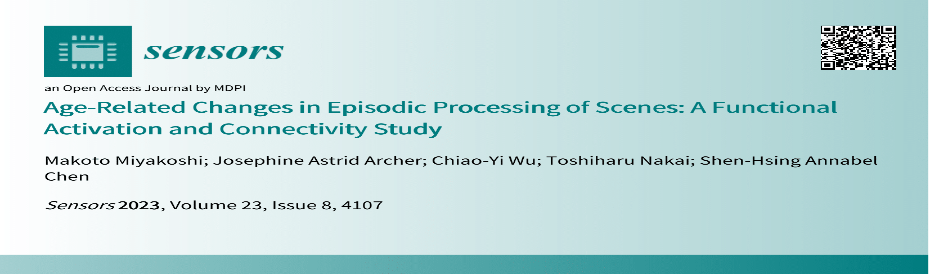 sensors
an Open Access Journal by MDPI
Age-Related Changes in Episodic Processing of Scenes: A Functional
Activation and Connectivity Study
Makoto Miyakoshi; Josephine Astrid Archer; Chiao-Yi Wu; Toshiharu Nakai; Shen-Hsing Annabel
Chen
Sensors 2023, Volume 23, Issue 8, 4107